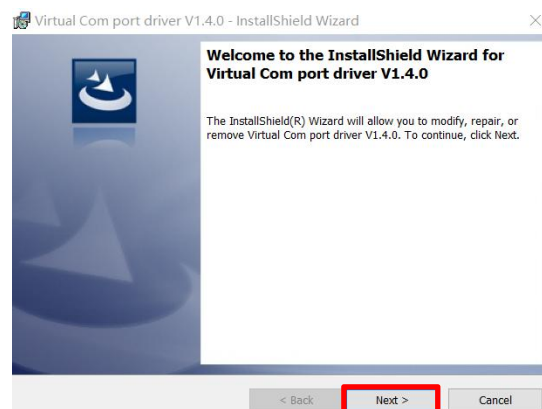 Virtual Com port driver V1.4.0 - InstallShield Wizard
Welcome to the InstallShield Wizard for
Virtual Com port driver V1.4.0
The InstallShield(R) Wizard will allow you to modify, repair, or
remove Virtual Com port driver V1.4.0. To continue, click Next.
< Back Next > Cancel